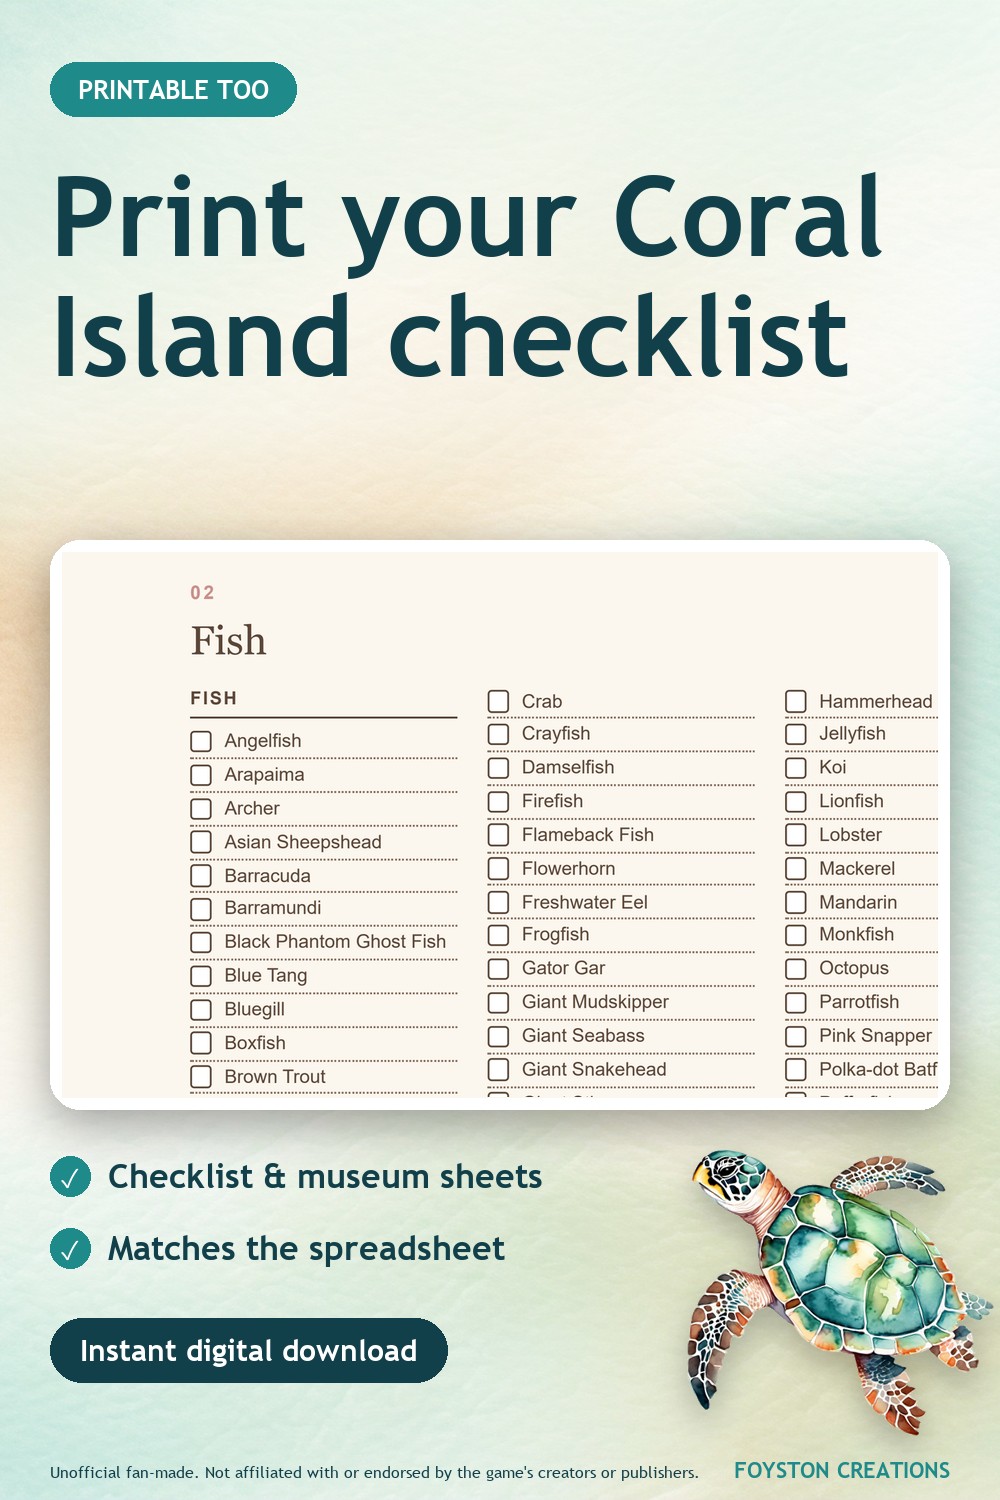 PRINTABLE TOO
Print your Coral
Island checklist
02
Fish
FISH
Angelfish
Arapaima
Archer
Asian Sheepshead
Barracuda
Barramundi
Black Phantom Ghost Fish
Blue Tang
Bluegill
Boxfish
Brown Trout
Crab
Crayfish
Damselfish
Firefish
Flameback Fish
Flowerhorn
Freshwater Eel
Frogfish
Gator Gar
Giant Mudskipper
Giant Seabass
Giant Snakehead
Hammerhead
Jellyfish
Koi
Lionfish
Lobster
Mackerel
Mandarin
Monkfish
Octopus
Parrotfish
Pink Snapper
Polka-dot Batf
Checklist & museum sheets
Matches the spreadsheet
Instant digital download
Unofficial fan-made. Not affiliated with or endorsed by the game's creators or publishers.
FOYSTON CREATIONS